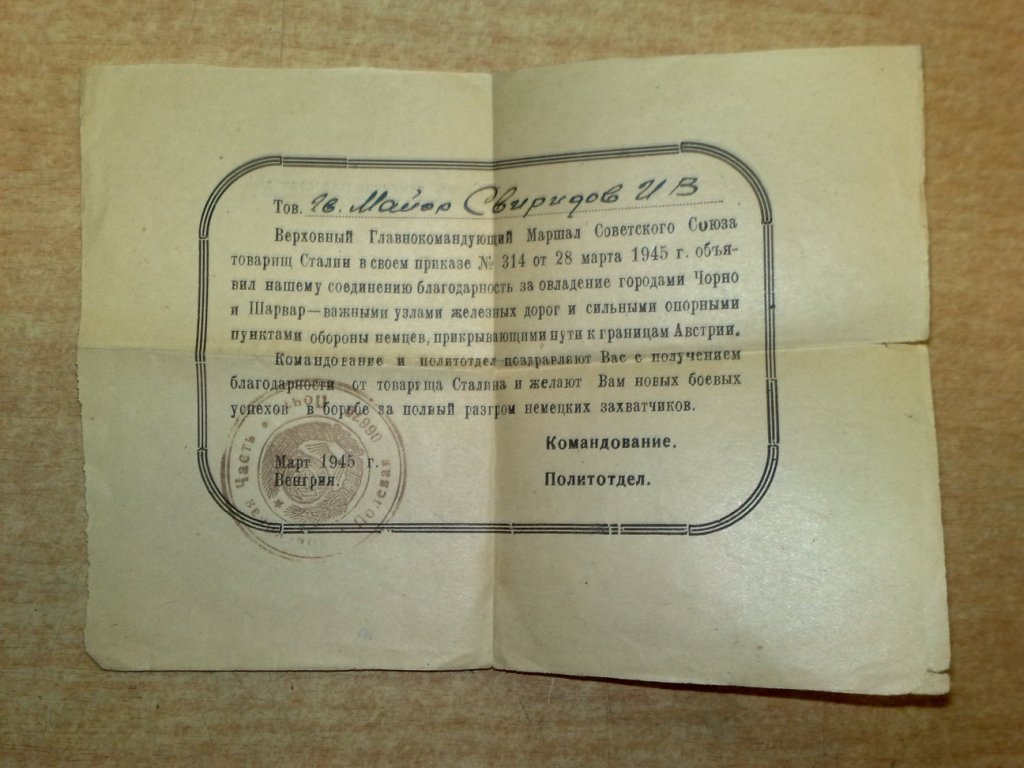 Тов. Гв. Майор Свиридов И В
Верховный Главнокомандующий Маршал Советского Союза
товарищ Сталин в своем приказе № 314 от 28 марта 1945 г. объя-
вил нашему соединению благодарность за овладение городами Чорно
и Шарвар—важными узлами железных дорог и сильными опорными
пунктами обороны немцев, прикрывающими пути к границам Австрии.
Командование и политотдел поздравляют Вас с получением
благодарности от товарища Сталина и желают Вам новых боевых
успехов в борьбе за полный разгром немецких захватчиков.
Командование.
Март 1945 г.
Венгрия.
Политотдел.
Часть
Полевая